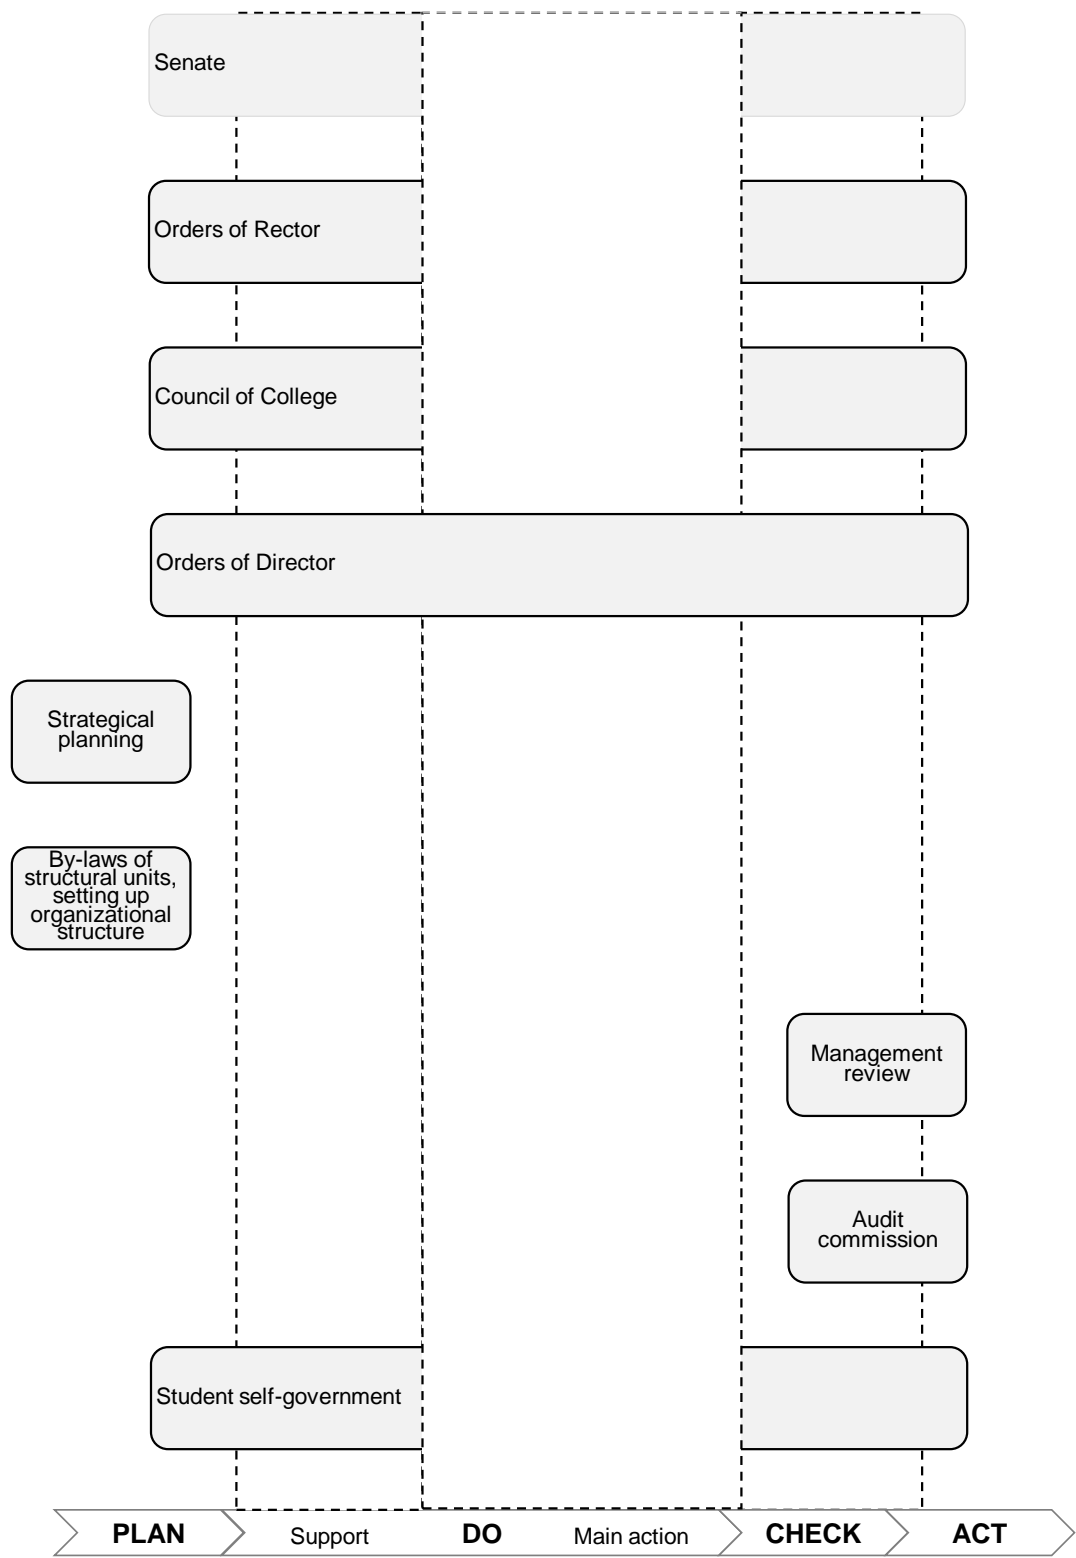 Senate
Orders of Rector
Council of College
Orders of Director
Strategical
planning
By-laws of
structural units,
setting up
organizational
structure
Management
review
Audit
commission
Student self-government
PLAN Support DO Main action CHECK ACT